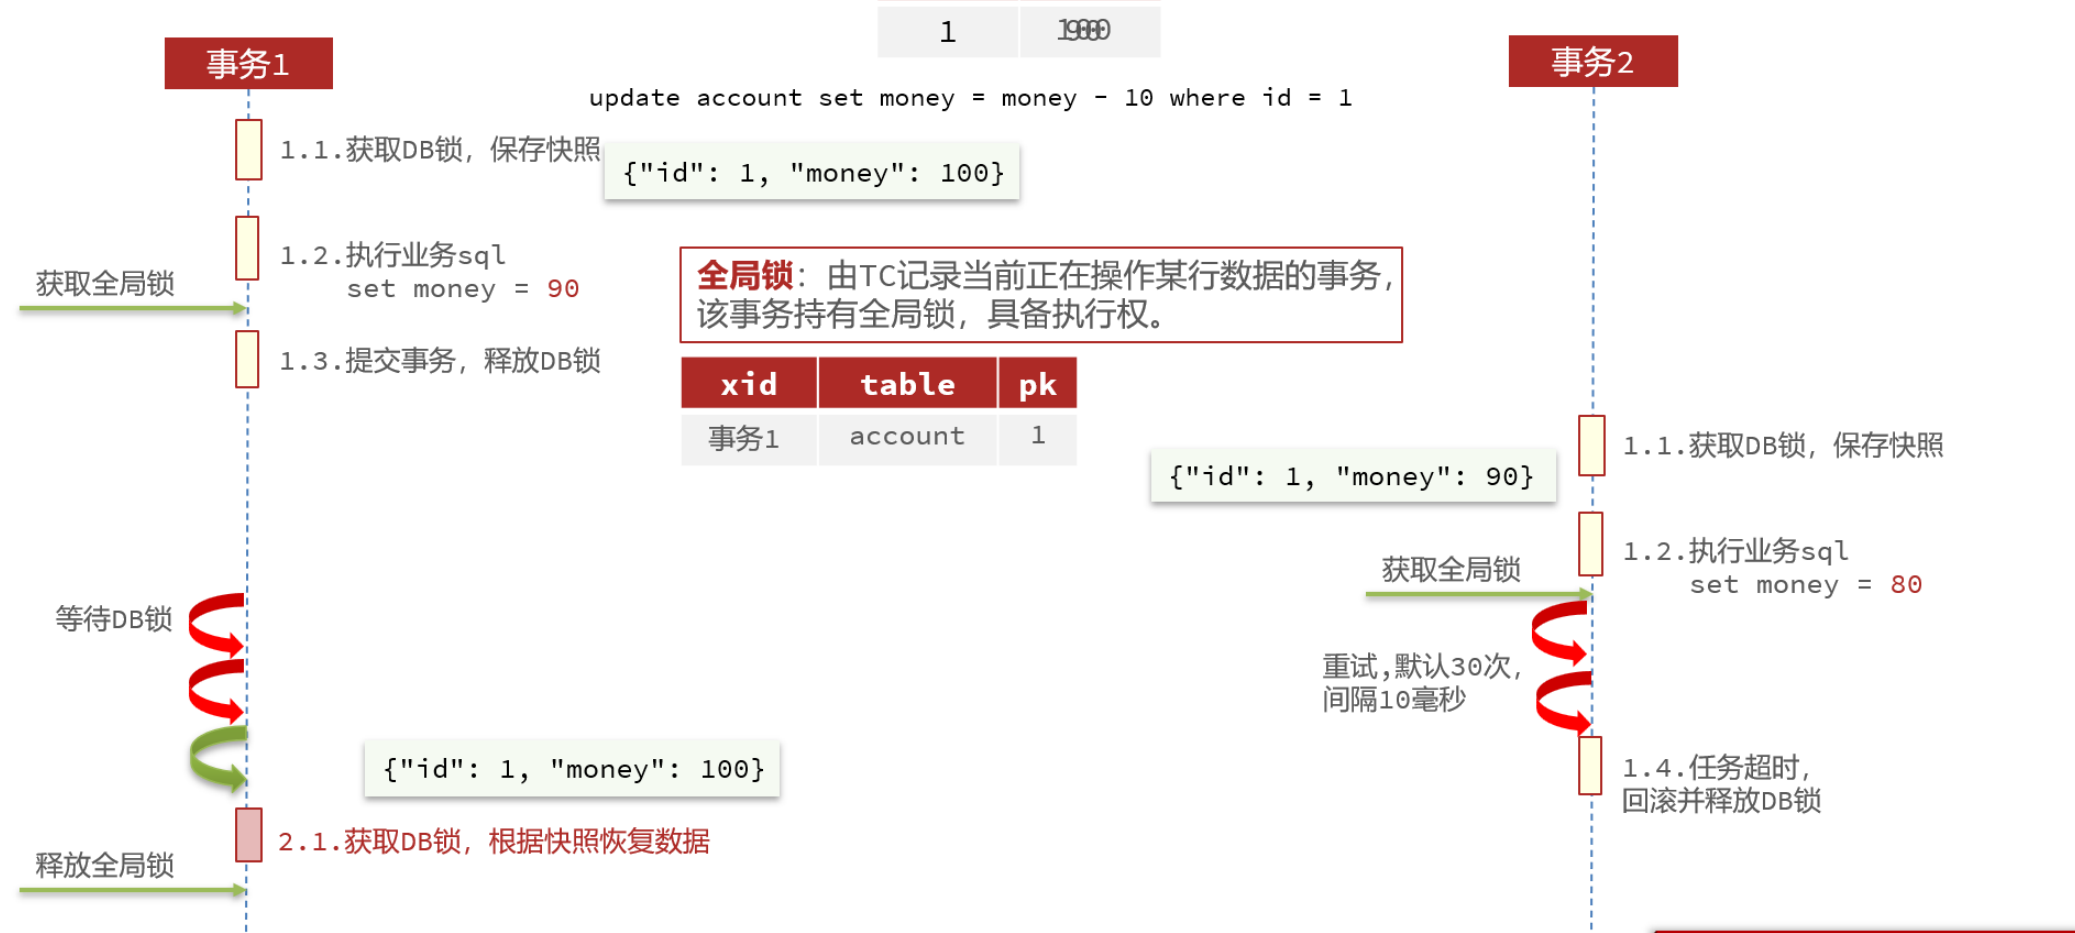 1
事务1
事务2
update account set money = money - 10 where id = 1
1.1.获取DB锁，保存快照
{"id": 1, "money": 100}
1.2.执行业务sql
set money = 90
获取全局锁
全局锁：由TC记录当前正在操作某行数据的事务，
该事务持有全局锁，具备执行权。
1.3.提交事务，释放DB锁
xid table pk
事务1 account 1
1.1.获取DB锁，保存快照
{"id": 1, "money": 90}
1.2.执行业务sql
set money = 80
获取全局锁
等待DB锁
重试,默认30次，
间隔10毫秒
{"id": 1, "money": 100}
1.4.任务超时，
回滚并释放DB锁
2.1.获取DB锁，根据快照恢复数据
释放全局锁